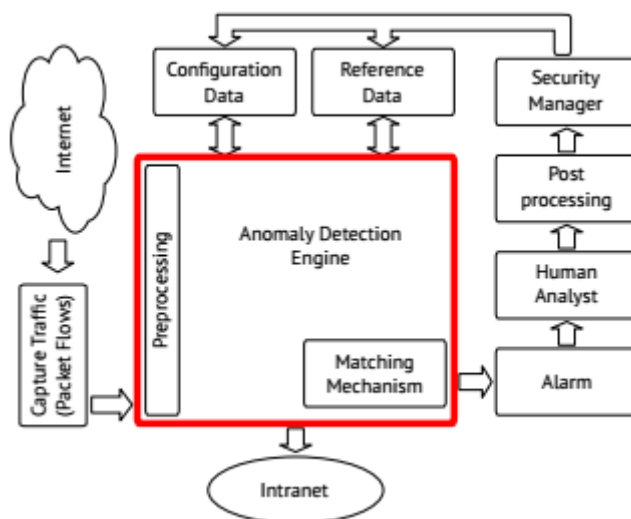 Configuration
Data
Reference
Data
Security
Manager
Internet
Post
processing
Preprocessing
Anomaly Detection
Engine
Human
Analyst
Capture Traffic
(Packet Flows)
Matching
Mechanism
Alarm
Intranet